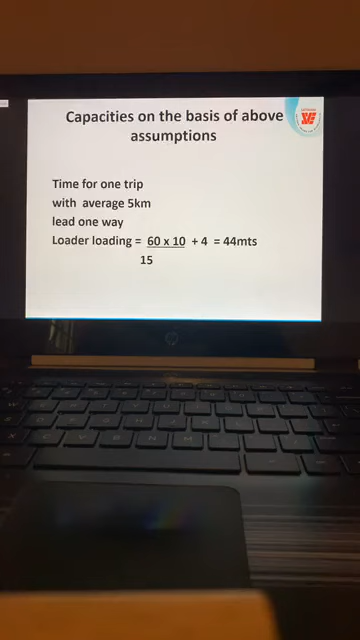 Capacities on the basis of above
assumptions
Time for one trip
with average 5km
lead one way
Loader loading = 60 x 10 + 4 = 44mts
15